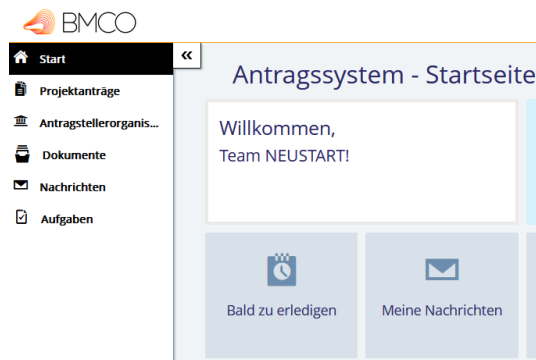 BMCO
Start
«
Antragssystem - Startseite
Projektanträge
Antragstellerorganis...
Dokumente
Nachrichten
Aufgaben
Willkommen,
Team NEUSTART!
Bald zu erledigen
Meine Nachrichten